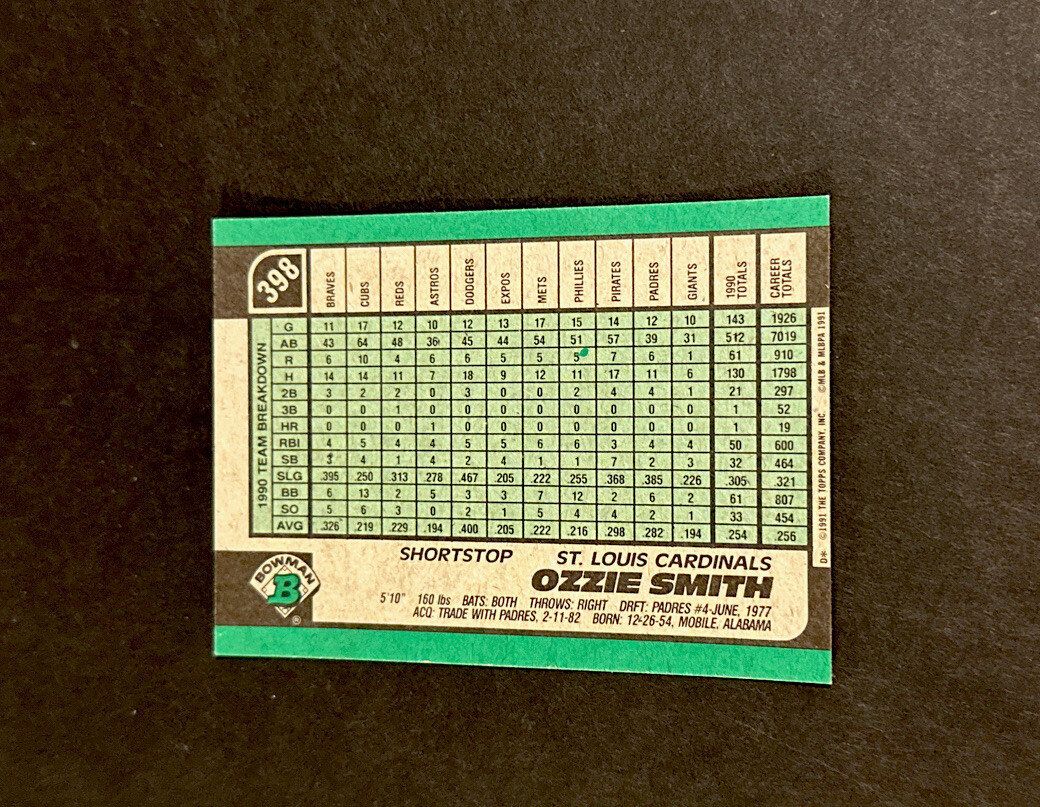 398
BRAVES CUBS REDS ASTROS DODGERS EXPOS METS PHILLIES PIRATES PADRES GIANTS 1990 TOTALS CAREER TOTALS
1990 TEAM BREAKDOWN
G 11 17 12 10 12 13 17 15 14 12 10 143 1926
AB 43 64 48 36 45 44 54 51 57 39 31 512 7019
R 6 10 4 6 6 5 5 5 7 6 1 61 910
H 14 14 11 7 18 9 12 11 17 11 6 130 1798
2B 3 2 2 0 3 0 0 2 4 4 1 21 297
3B 0 0 1 0 0 0 0 0 0 0 0 1 52
HR 0 0 0 1 0 0 0 0 0 0 0 1 19
RBI 4 5 4 4 5 5 6 6 3 4 4 50 600
SB 3 4 1 4 2 4 1 1 7 2 3 32 464
SLG .395 .250 .313 .278 .467 .205 .222 .255 .368 .385 .226 .305 .321
BB 6 13 2 5 3 3 7 12 2 6 2 61 807
SO 5 6 3 0 2 1 5 4 4 2 1 33 454
AVG .326 .219 .229 .194 .400 .205 .222 .216 .298 .282 .194 .254 .256
D* ©1991 THE TOPPS COMPANY, INC. ©MLB & MLBPA 1991
SHORTSTOP ST. LOUIS CARDINALS
OZZIE SMITH
5'10" 160 lbs BATS: BOTH THROWS: RIGHT DRFT: PADRES #4-JUNE, 1977
ACQ: TRADE WITH PADRES, 2-11-82 BORN: 12-26-54, MOBILE, ALABAMA
BOWMAN
B
®